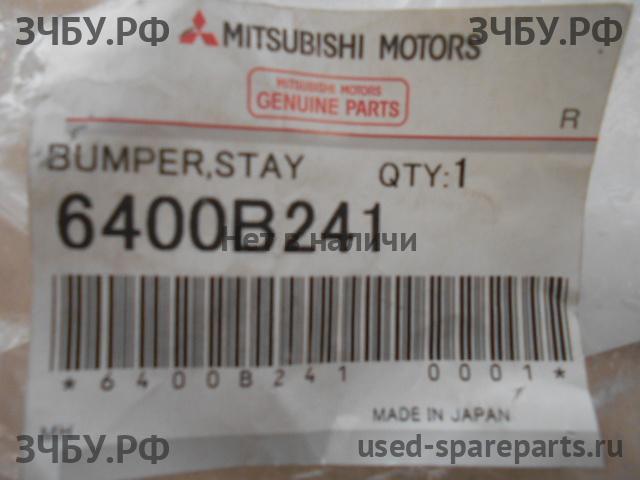 ЗЧБУ.РФ ЗЧБУ.РФ
MITSUBISHI MOTORS
MITSUBISHI MOTORS
GENUINE PARTS
R
BUMPER,STAY QTY:1
6400B241
Нет в наличи
*6400B241 0001*
MADE IN JAPAN
ЗЧБУ.РФ used-spareparts.ru